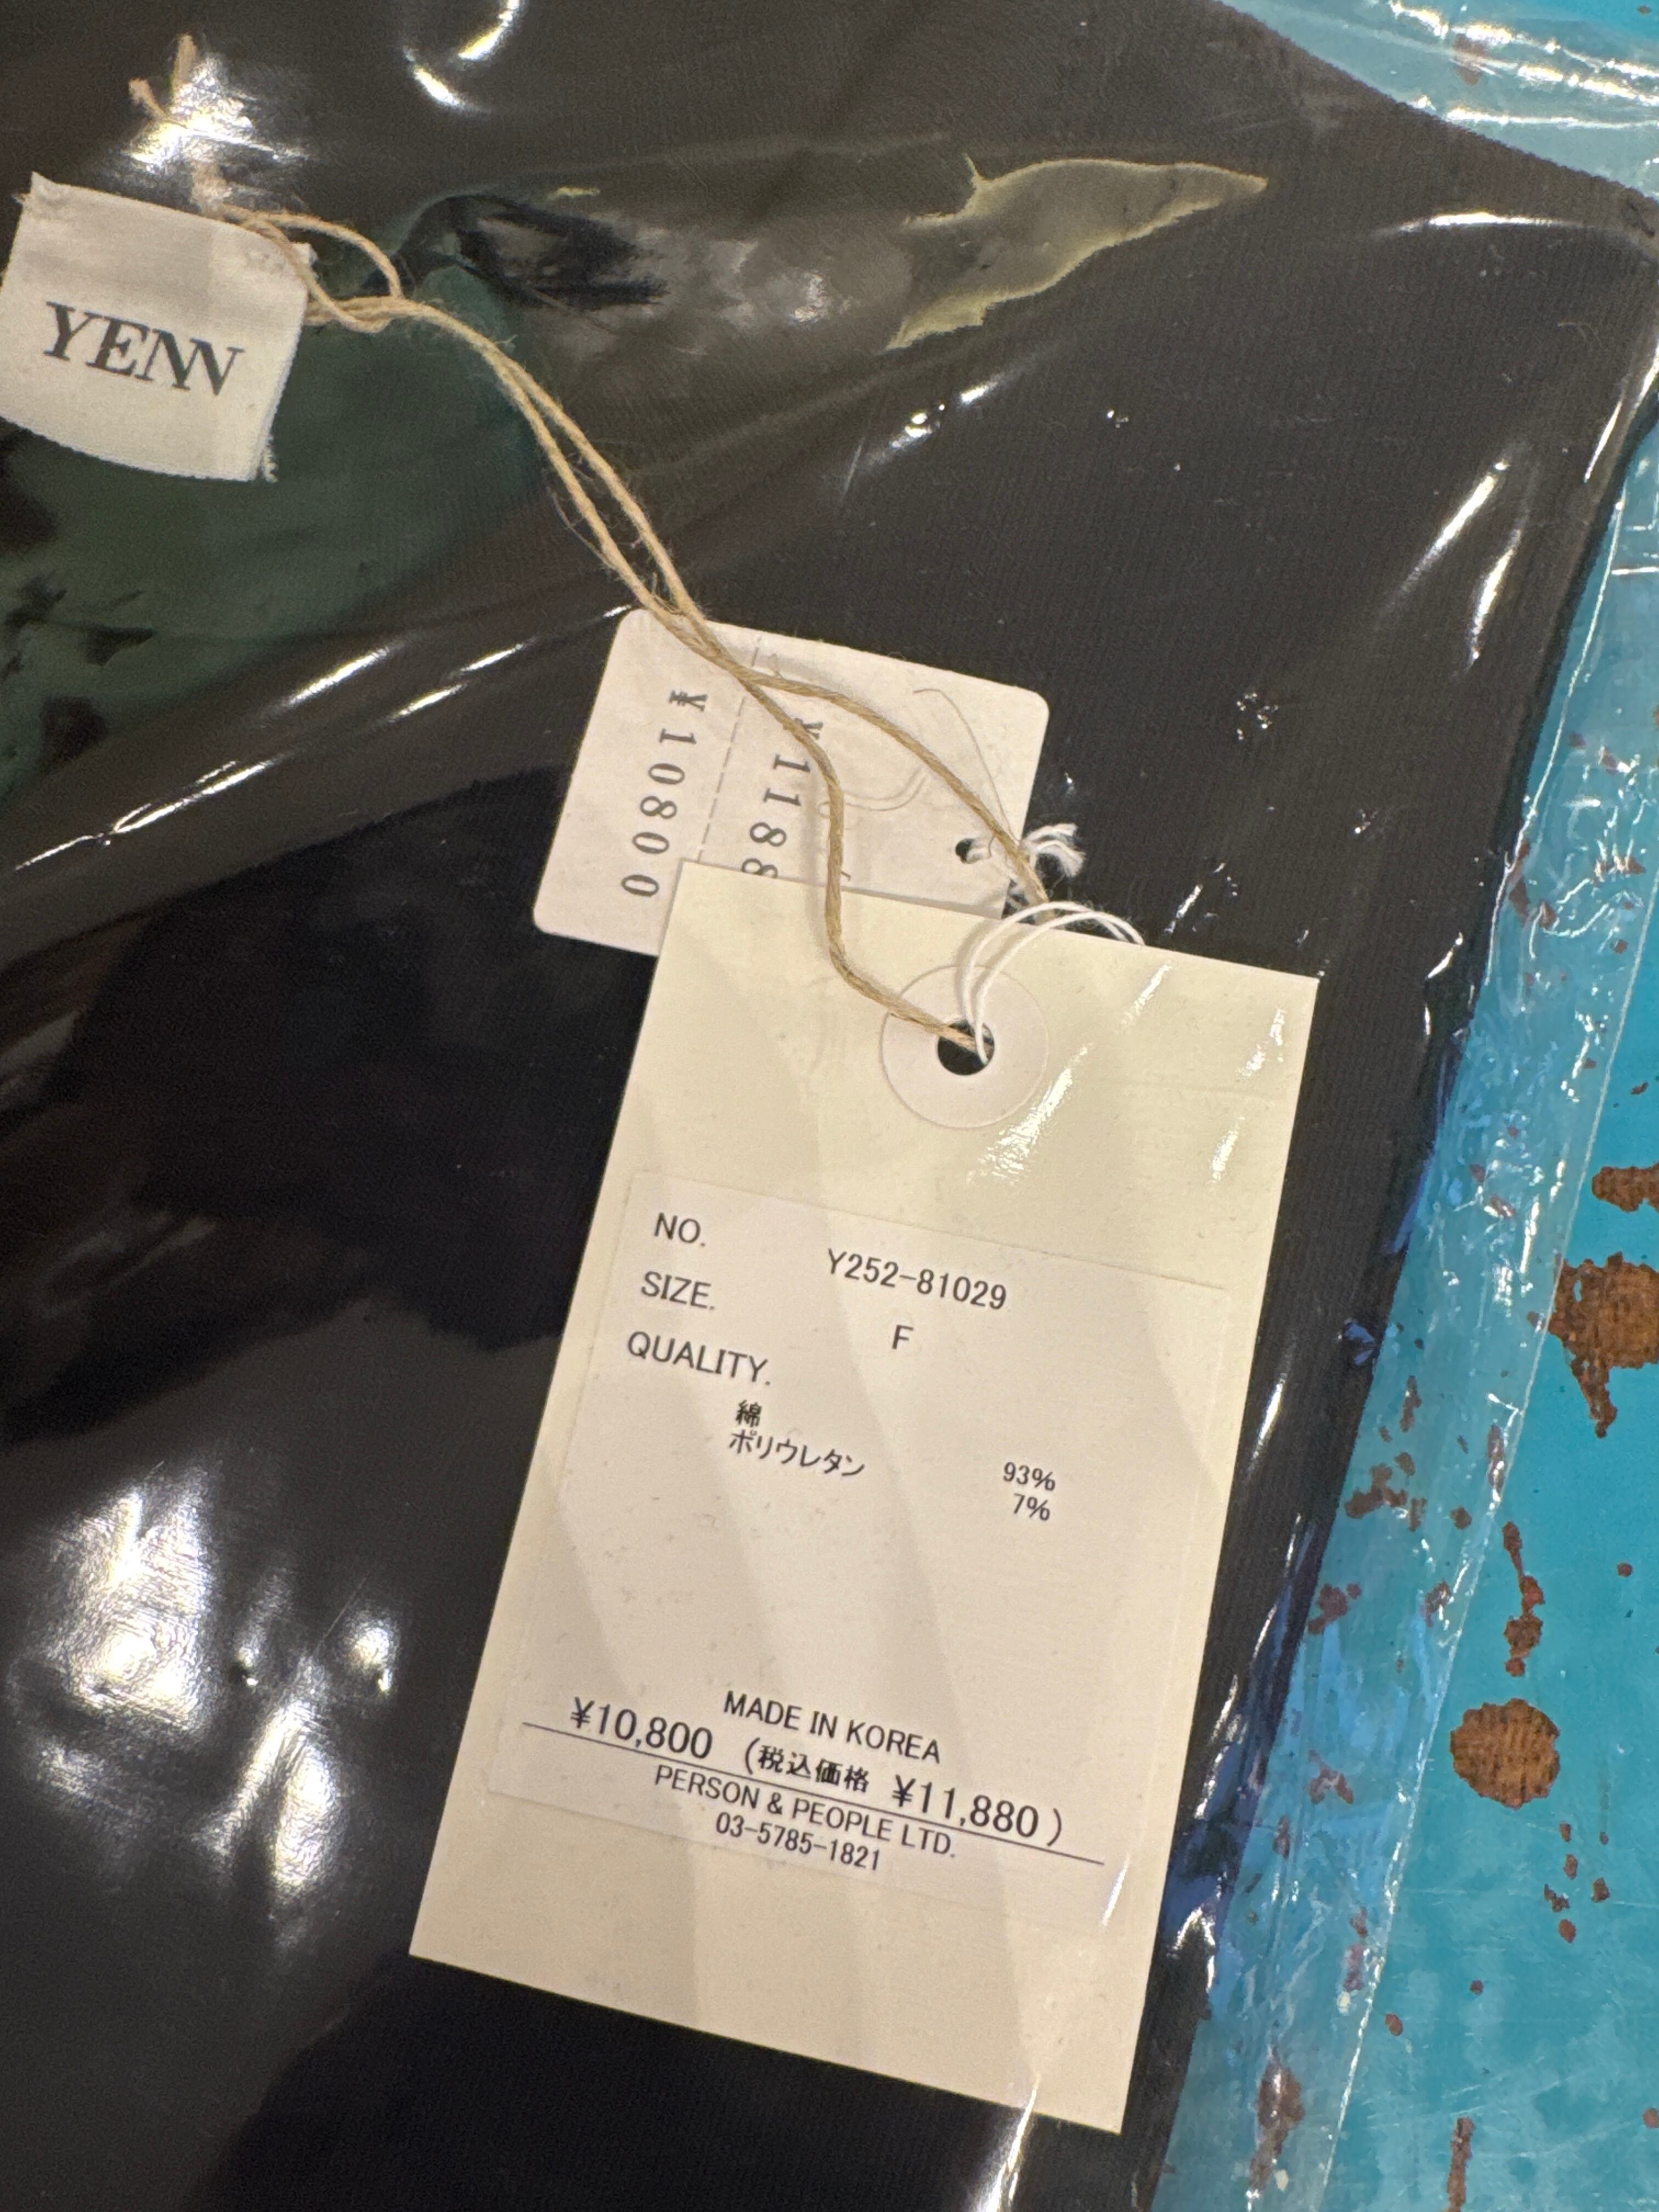 YENN
¥10800
¥1188
NO. Y252-81029
SIZE. F
QUALITY.
綿 93%
ポリウレタン 7%
MADE IN KOREA
¥10,800 (税込価格 ¥11,880)
PERSON & PEOPLE LTD.
03-5785-1821